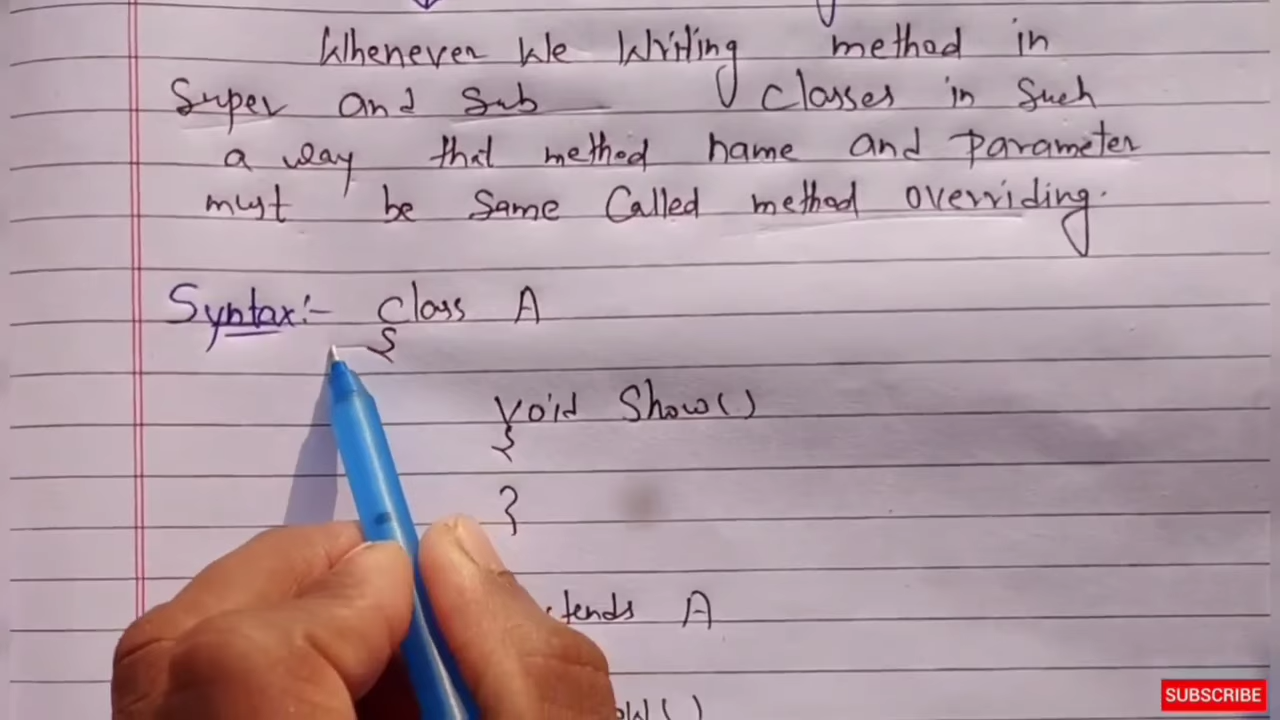 Whenever We Writing method in
Super and Sub Classes in Such
a way that method name and Parameter
must be Same Called method overriding.
Syntax:- Class A
{
Void Show()
{
}
tends A
ow()
SUBSCRIBE